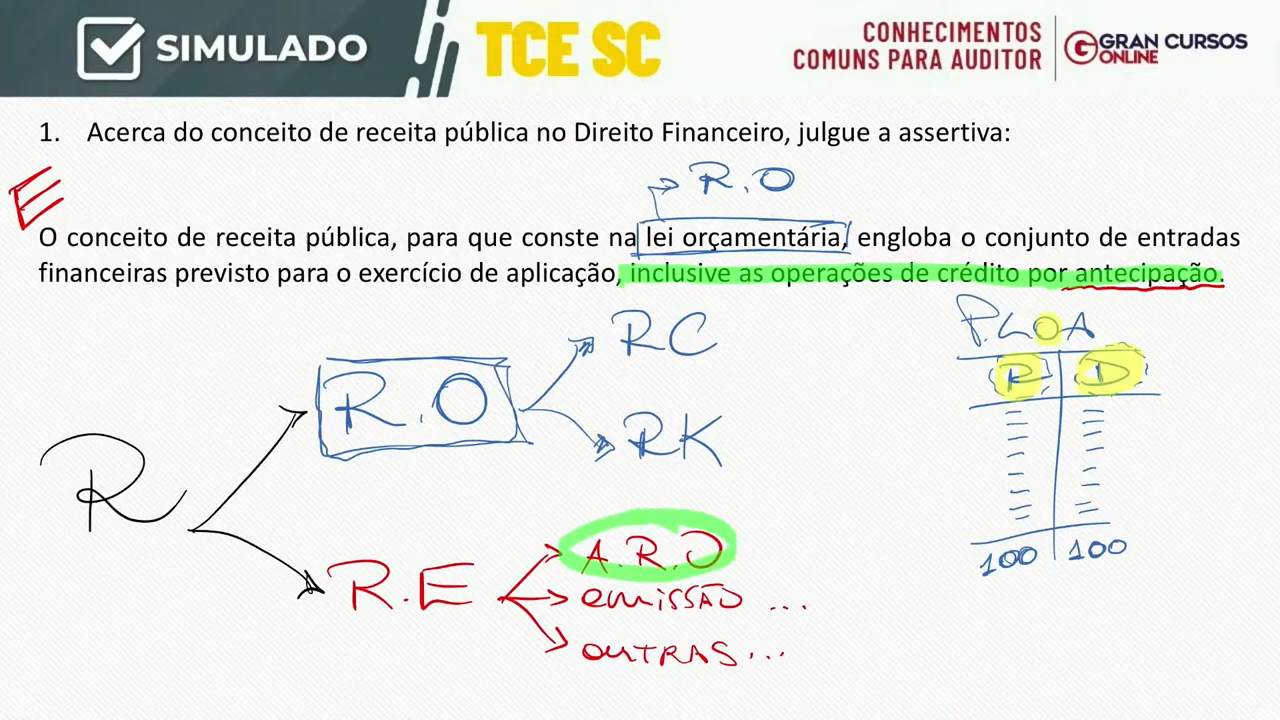 SIMULADO
TCE SC
CONHECIMENTOS
COMUNS PARA AUDITOR
GRAN CURSOS
ONLINE
1. Acerca do conceito de receita pública no Direito Financeiro, julgue a assertiva:
R.O
E
O conceito de receita pública, para que conste na lei orçamentária, engloba o conjunto de entradas
financeiras previsto para o exercício de aplicação, inclusive as operações de crédito por antecipação.
RC
P.LOA
R D
R.O
RK
R
A.R.O
100 100
R.E
EMISSÃO ...
OUTRAS...